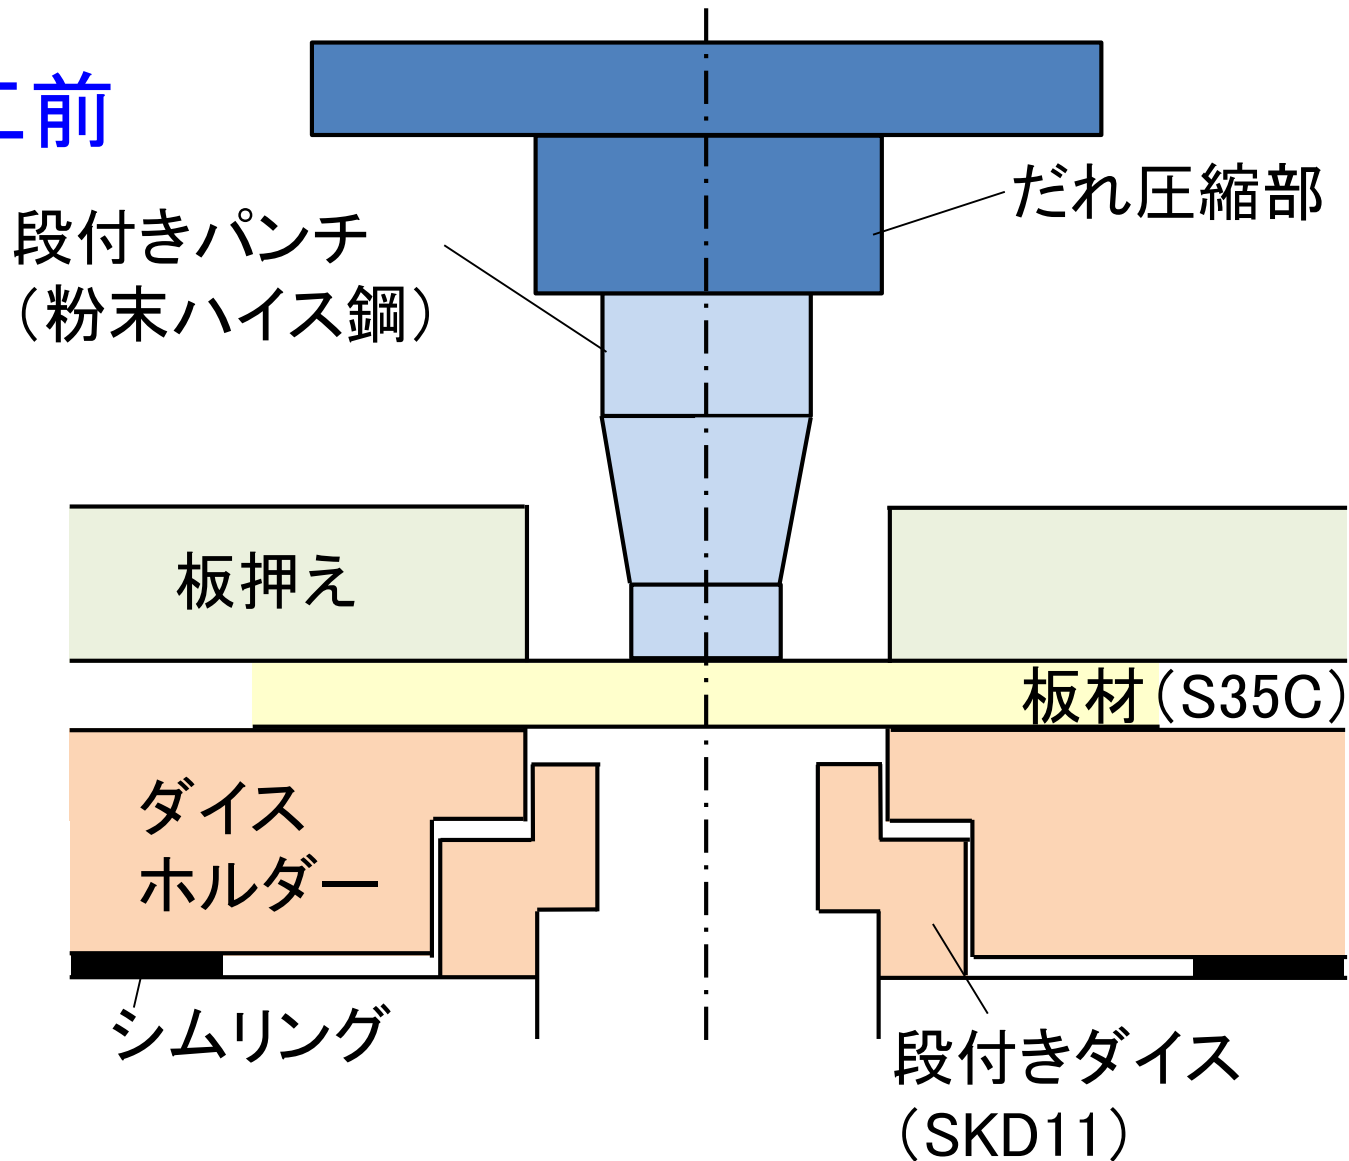 前
だれ圧縮部
段付きパンチ
（粉末ハイス鋼）
板押え
板材(S35C)
ダイス
ホルダー
シムリング
段付きダイス
（SKD11）